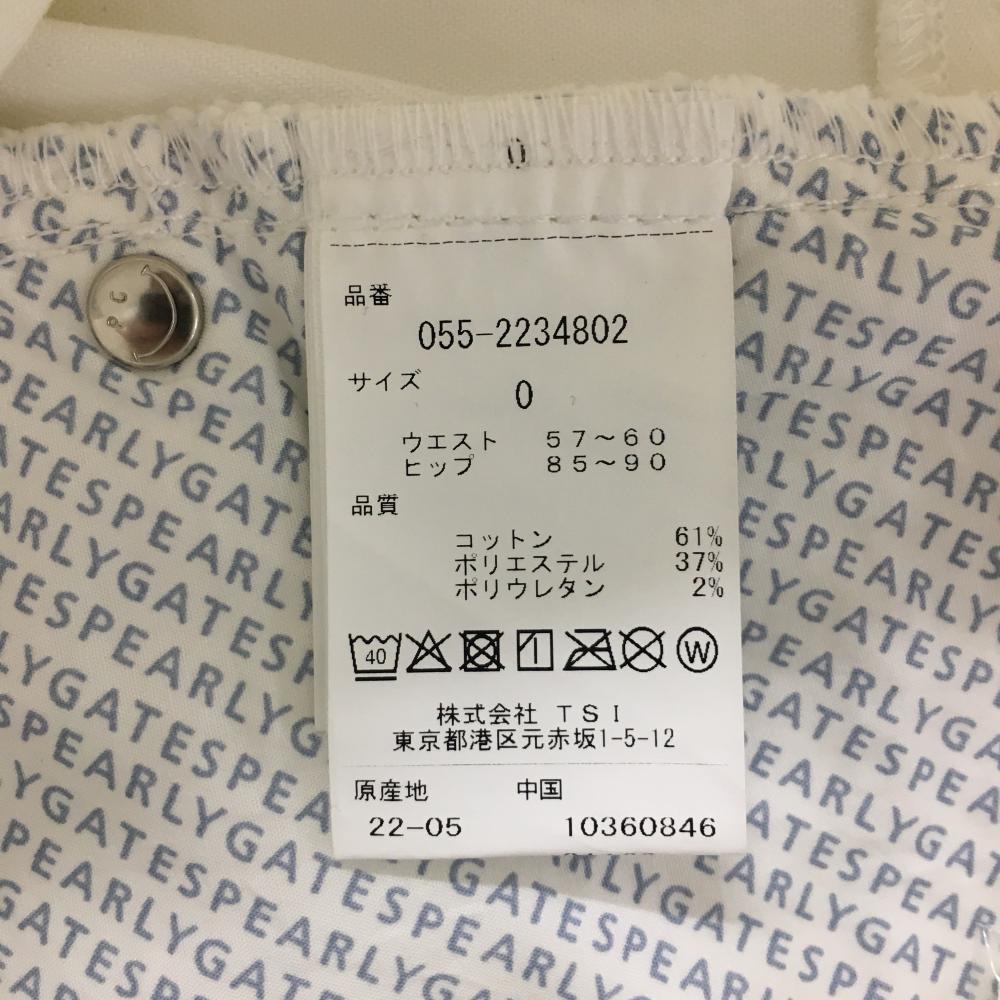 0
品番
055-2234802
サイズ
0
ウエスト 57～60
ヒップ 85～90
品質
コットン 61%
ポリエステル 37%
ポリウレタン 2%
40 W
株式会社 TSI
東京都港区元赤坂1-5-12
原産地 中国
22-05 10360846
PEARLYGATES